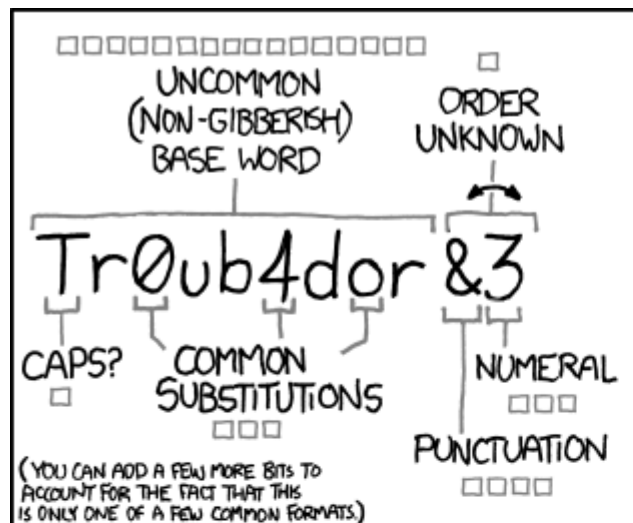 UNCOMMON
(NON-GIBBERISH)
BASE WORD
ORDER
UNKNOWN
Tr0ub4dor &3
CAPS?
COMMON
SUBSTITUTIONS
NUMERAL
PUNCTUATION
(YOU CAN ADD A FEW MORE BITS TO
ACCOUNT FOR THE FACT THAT THIS
IS ONLY ONE OF A FEW COMMON FORMATS.)